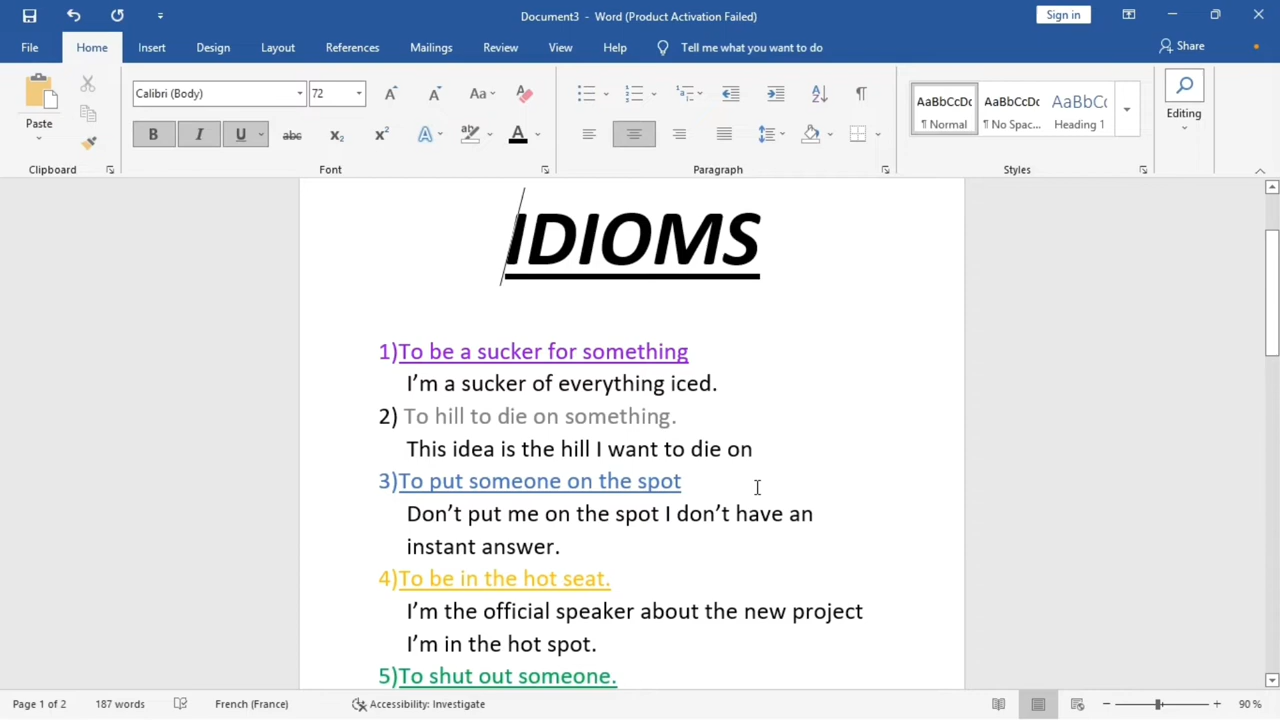 Document3 - Word (Product Activation Failed)
Sign in
File Home Insert Design Layout References Mailings Review View Help Tell me what you want to do Share
Paste
Calibri (Body) 72
Aa
AaBbCcDc AaBbCcDc AaBbCc
¶ Normal ¶ No Spac... Heading 1
Editing
Clipboard Font Paragraph Styles
IDIOMS
1)To be a sucker for something
I’m a sucker of everything iced.
2) To hill to die on something.
This idea is the hill I want to die on
3)To put someone on the spot
Don’t put me on the spot I don’t have an
instant answer.
4)To be in the hot seat.
I’m the official speaker about the new project
I’m in the hot spot.
5)To shut out someone.
Page 1 of 2 187 words French (France) Accessibility: Investigate 90 %